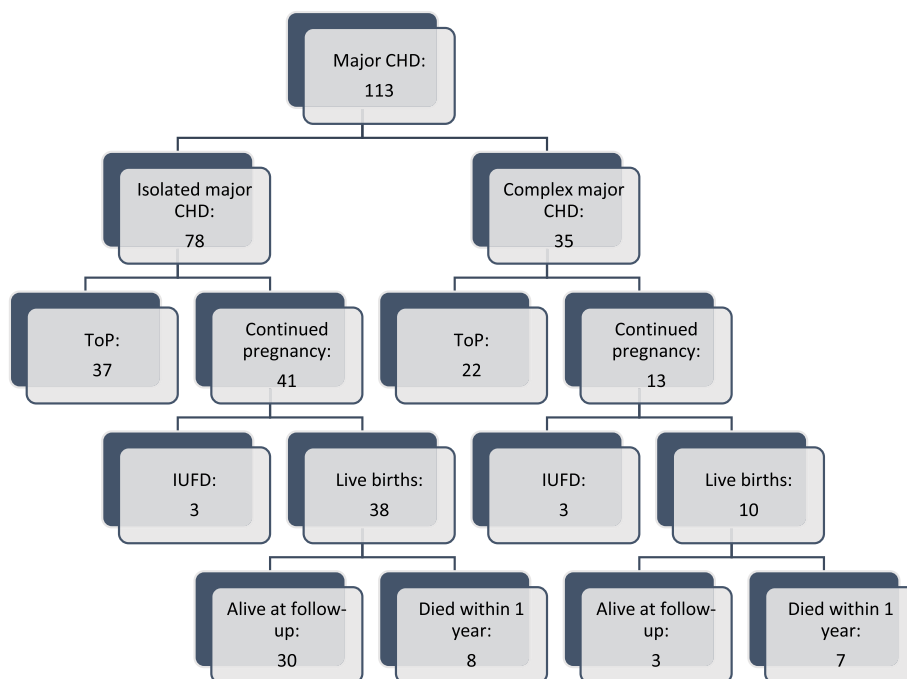 Major CHD:
113
Isolated major
CHD:
78
Complex major
CHD:
35
ToP:
37
Continued
pregnancy:
41
ToP:
22
Continued
pregnancy:
13
IUFD:
3
Live births:
38
IUFD:
3
Live births:
10
Alive at follow-
up:
30
Died within 1
year:
8
Alive at follow-
up:
3
Died within 1
year:
7